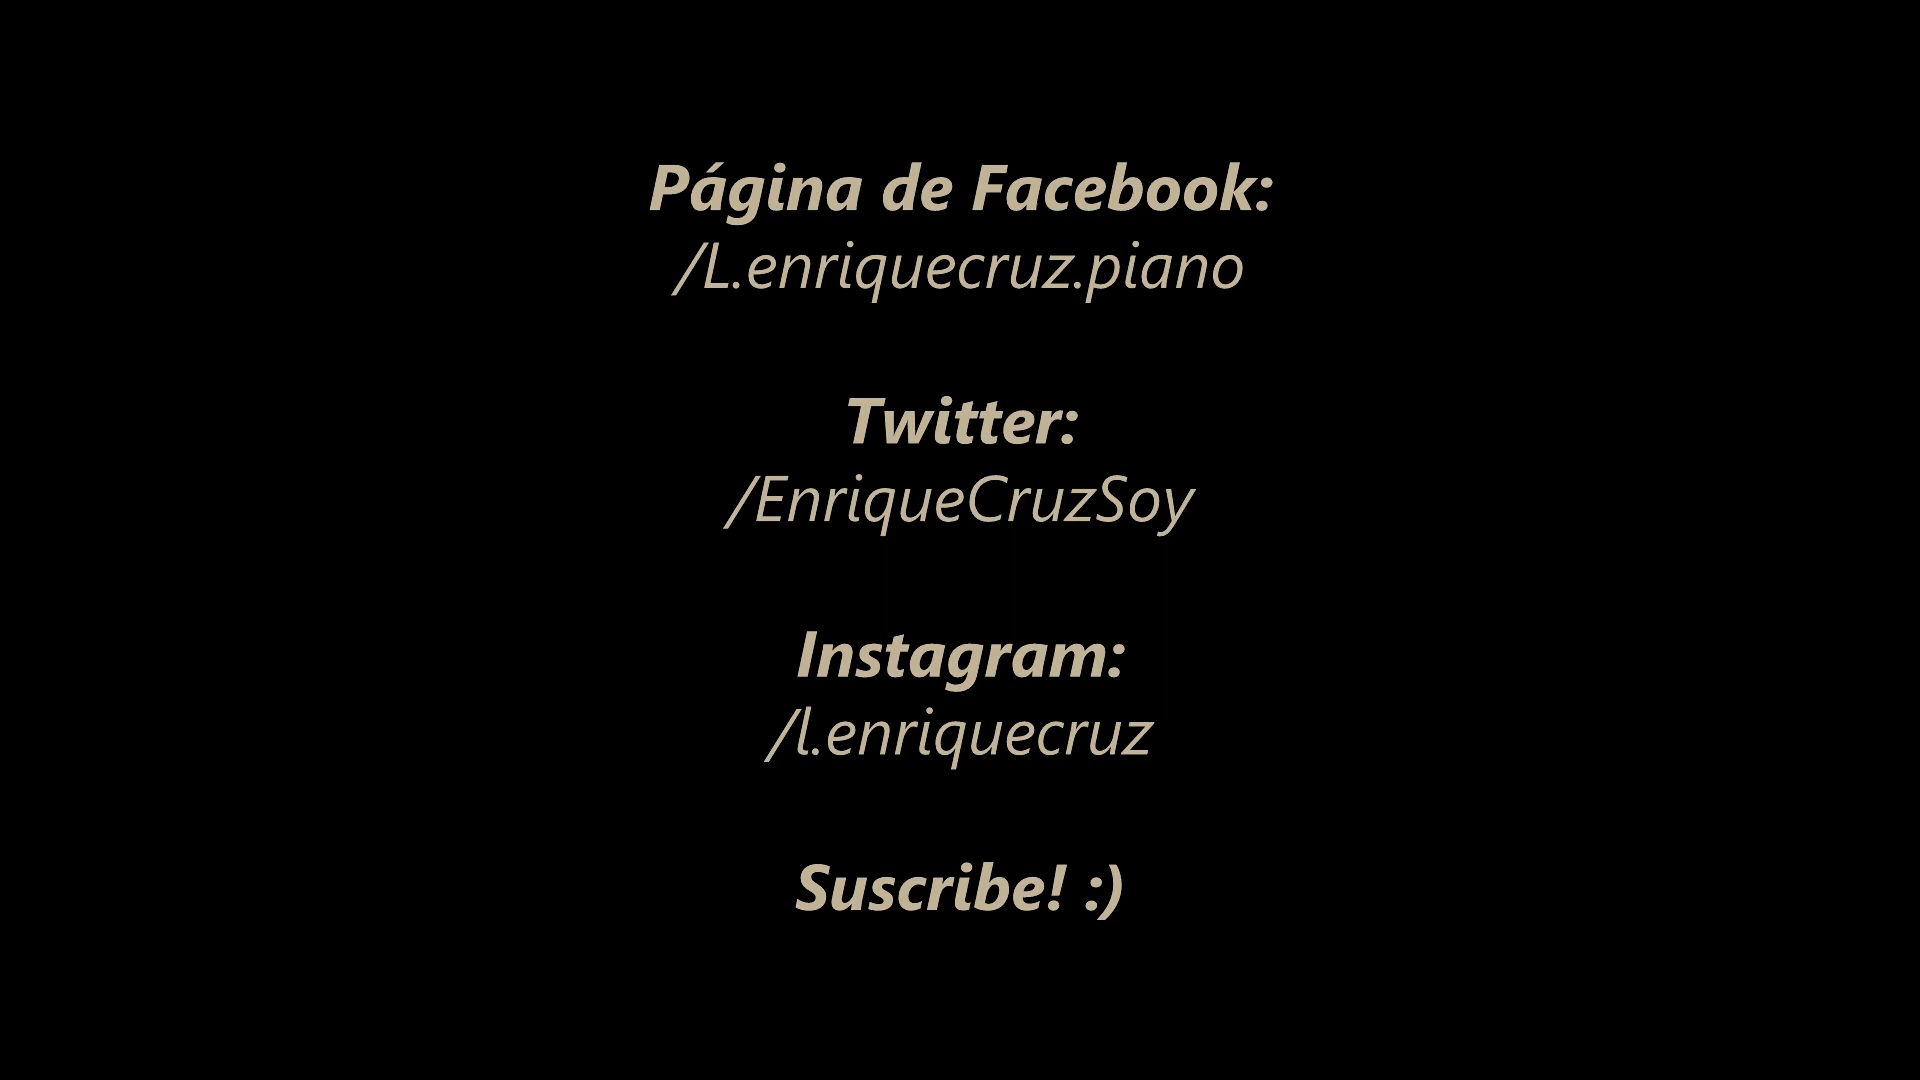 Página de Facebook:
/L.enriquecruz.piano
Twitter:
/EnriqueCruzSoy
Instagram:
/l.enriquecruz
Suscribe! :)